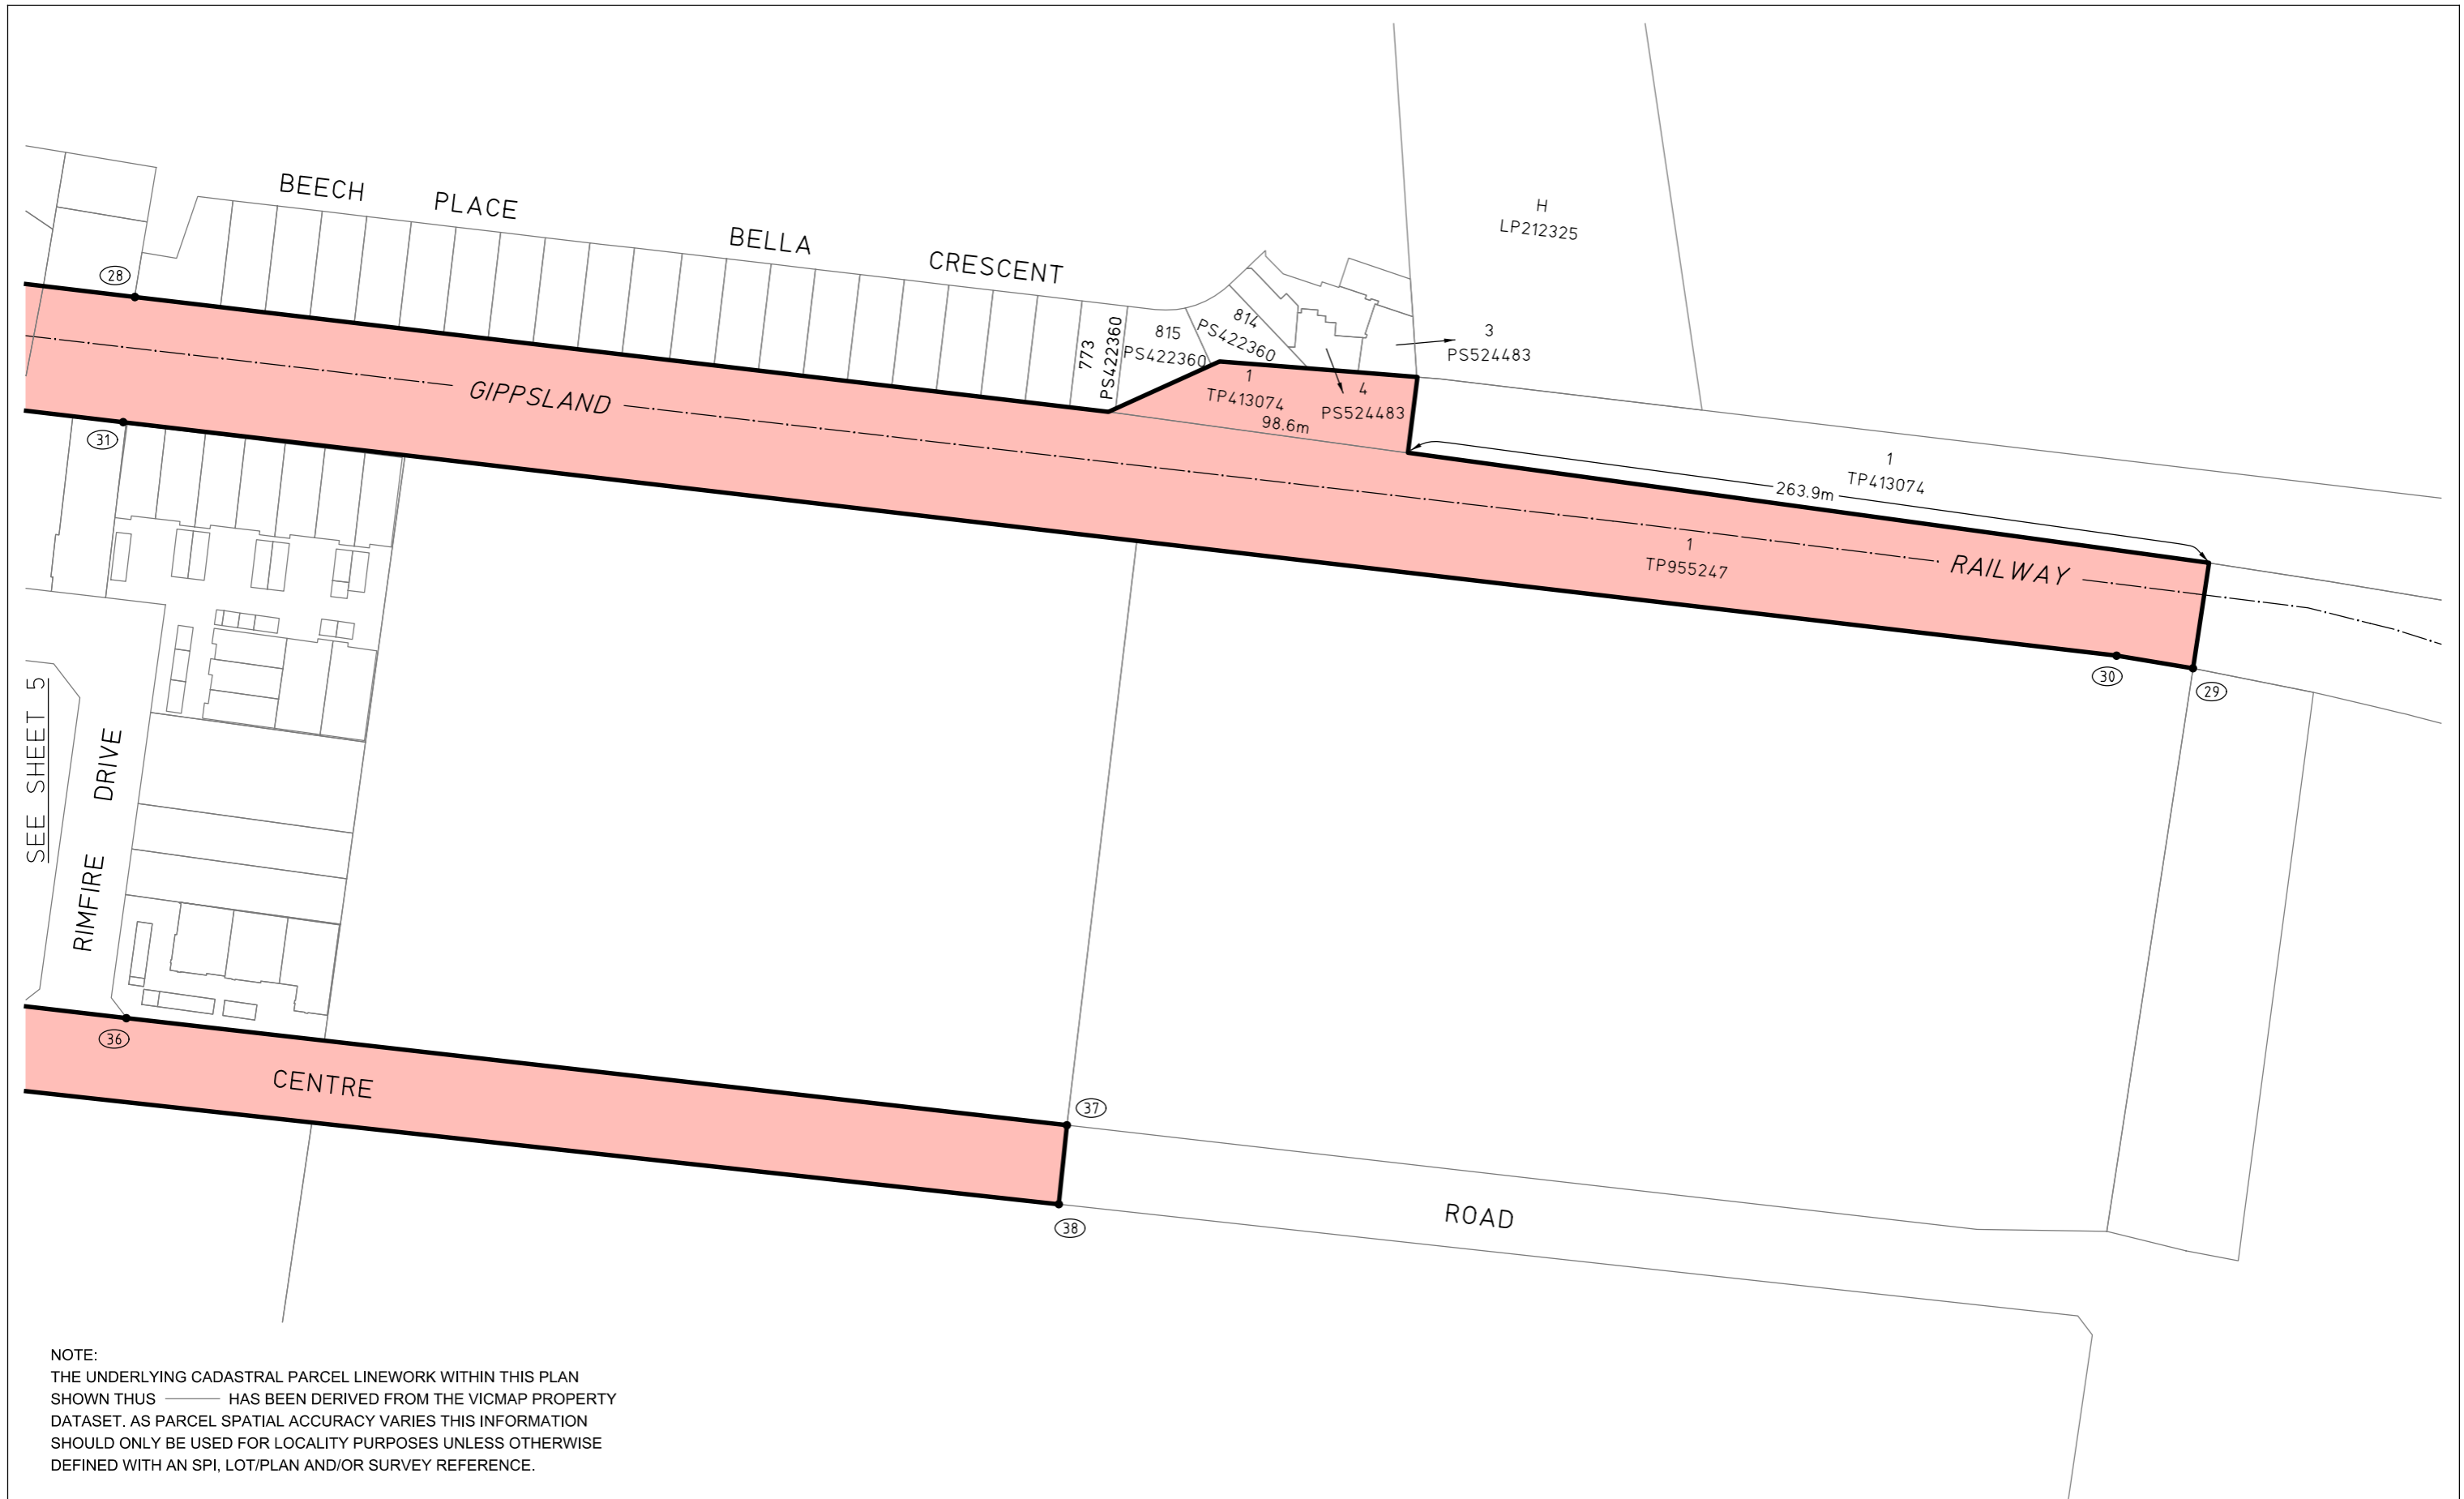 BEECH PLACE
BELLA CRESCENT
H
LP212325
28
773
PS422360
815
PS422360
814
PS422360
3
PS524483
4
PS524483
1
TP413074
98.6m
GIPPSLAND RAILWAY
31
1
TP413074
263.9m
1
TP955247
30
29
SEE SHEET 5
RIMFIRE DRIVE
36
CENTRE ROAD
37
38
NOTE:
THE UNDERLYING CADASTRAL PARCEL LINEWORK WITHIN THIS PLAN
SHOWN THUS HAS BEEN DERIVED FROM THE VICMAP PROPERTY
DATASET. AS PARCEL SPATIAL ACCURACY VARIES THIS INFORMATION
SHOULD ONLY BE USED FOR LOCALITY PURPOSES UNLESS OTHERWISE
DEFINED WITH AN SPI, LOT/PLAN AND/OR SURVEY REFERENCE.